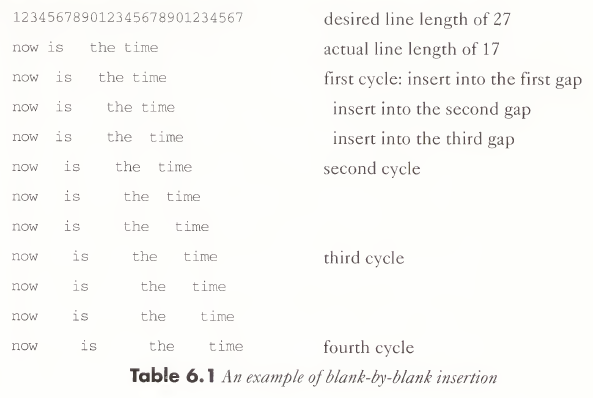 123456789012345678901234567 desired line length of 27
now is   the time actual line length of 17
now  is   the time first cycle: insert into the first gap
now  is    the time insert into the second gap
now  is    the  time insert into the third gap
now   is    the  time second cycle
now   is     the  time
now   is     the   time
now    is     the   time third cycle
now    is      the   time
now    is      the    time
now     is      the    time fourth cycle
Table 6.1 An example of blank-by-blank insertion